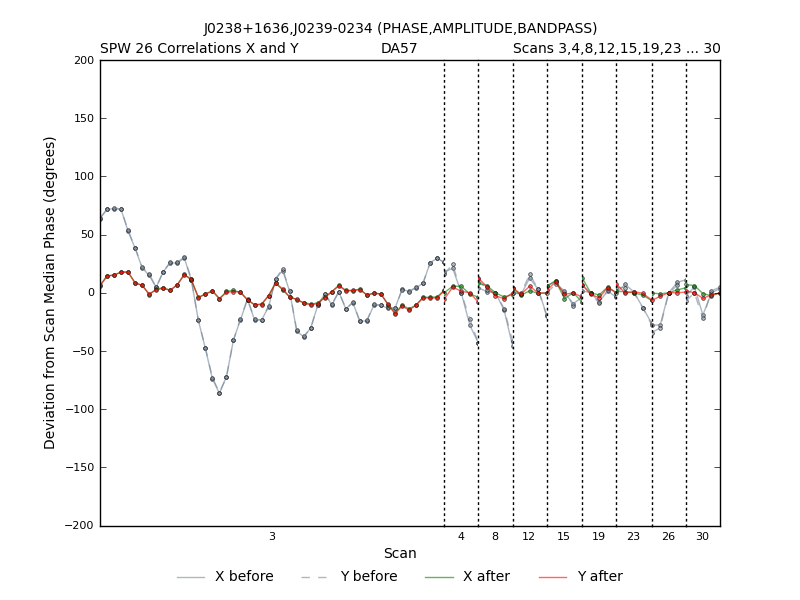 J0238+1636,J0239-0234 (PHASE,AMPLITUDE,BANDPASS)
SPW 26 Correlations X and Y DA57 Scans 3,4,8,12,15,19,23 ... 30
200
150
100
50
0
−50
−100
−150
−200
Deviation from Scan Median Phase (degrees)
3 4 8 12 15 19 23 26 30
Scan
X before Y before X after Y after